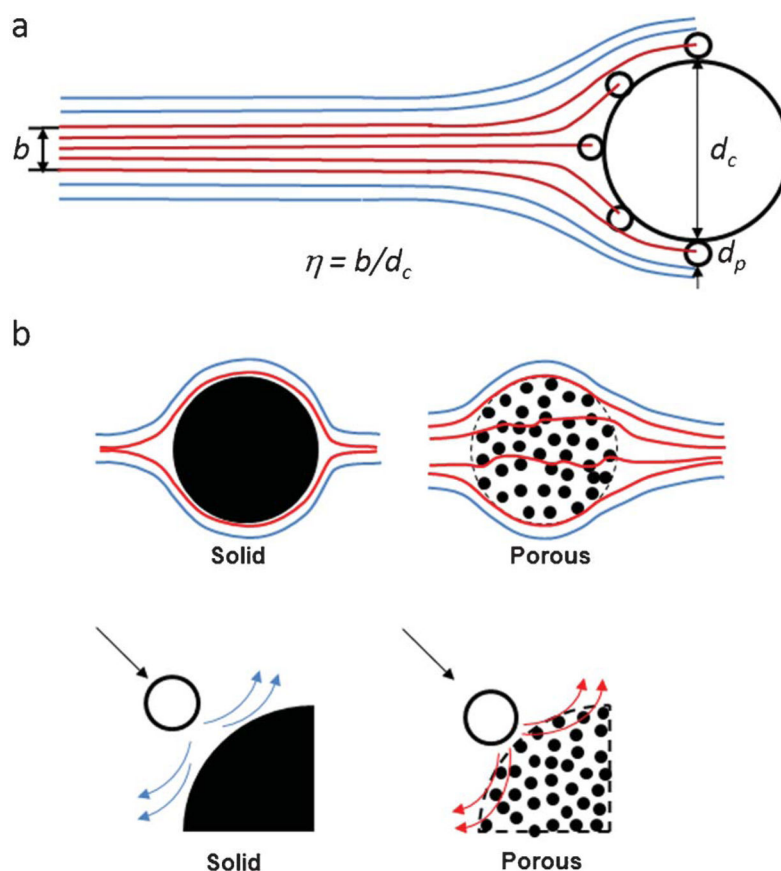 a
b
d_c
d_p
η = b/d_c
b
Solid
Porous
Solid
Porous